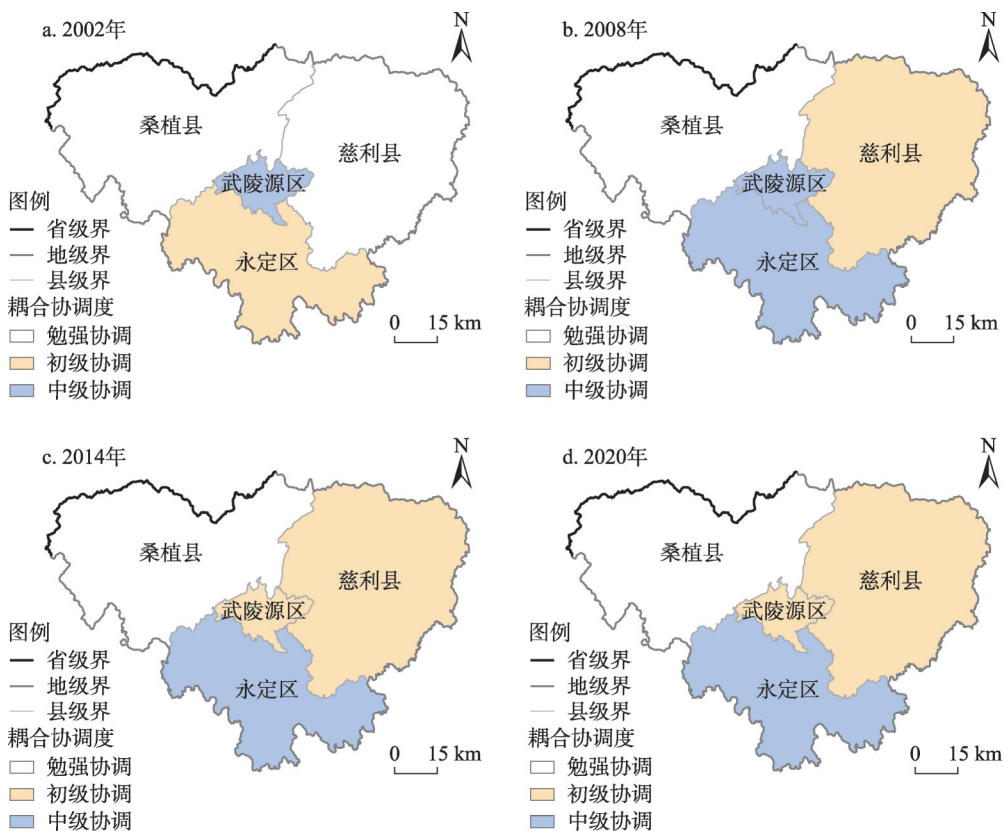 a. 2002年
N
桑植县
慈利县
武陵源区
永定区
图例
省级界
地级界
县级界
耦合协调度
勉强协调
初级协调
中级协调
0 15 km
b. 2008年
N
桑植县
慈利县
武陵源区
永定区
图例
省级界
地级界
县级界
耦合协调度
勉强协调
初级协调
中级协调
0 15 km
c. 2014年
N
桑植县
慈利县
武陵源区
永定区
图例
省级界
地级界
县级界
耦合协调度
勉强协调
初级协调
中级协调
0 15 km
d. 2020年
N
桑植县
慈利县
武陵源区
永定区
图例
省级界
地级界
县级界
耦合协调度
勉强协调
初级协调
中级协调
0 15 km